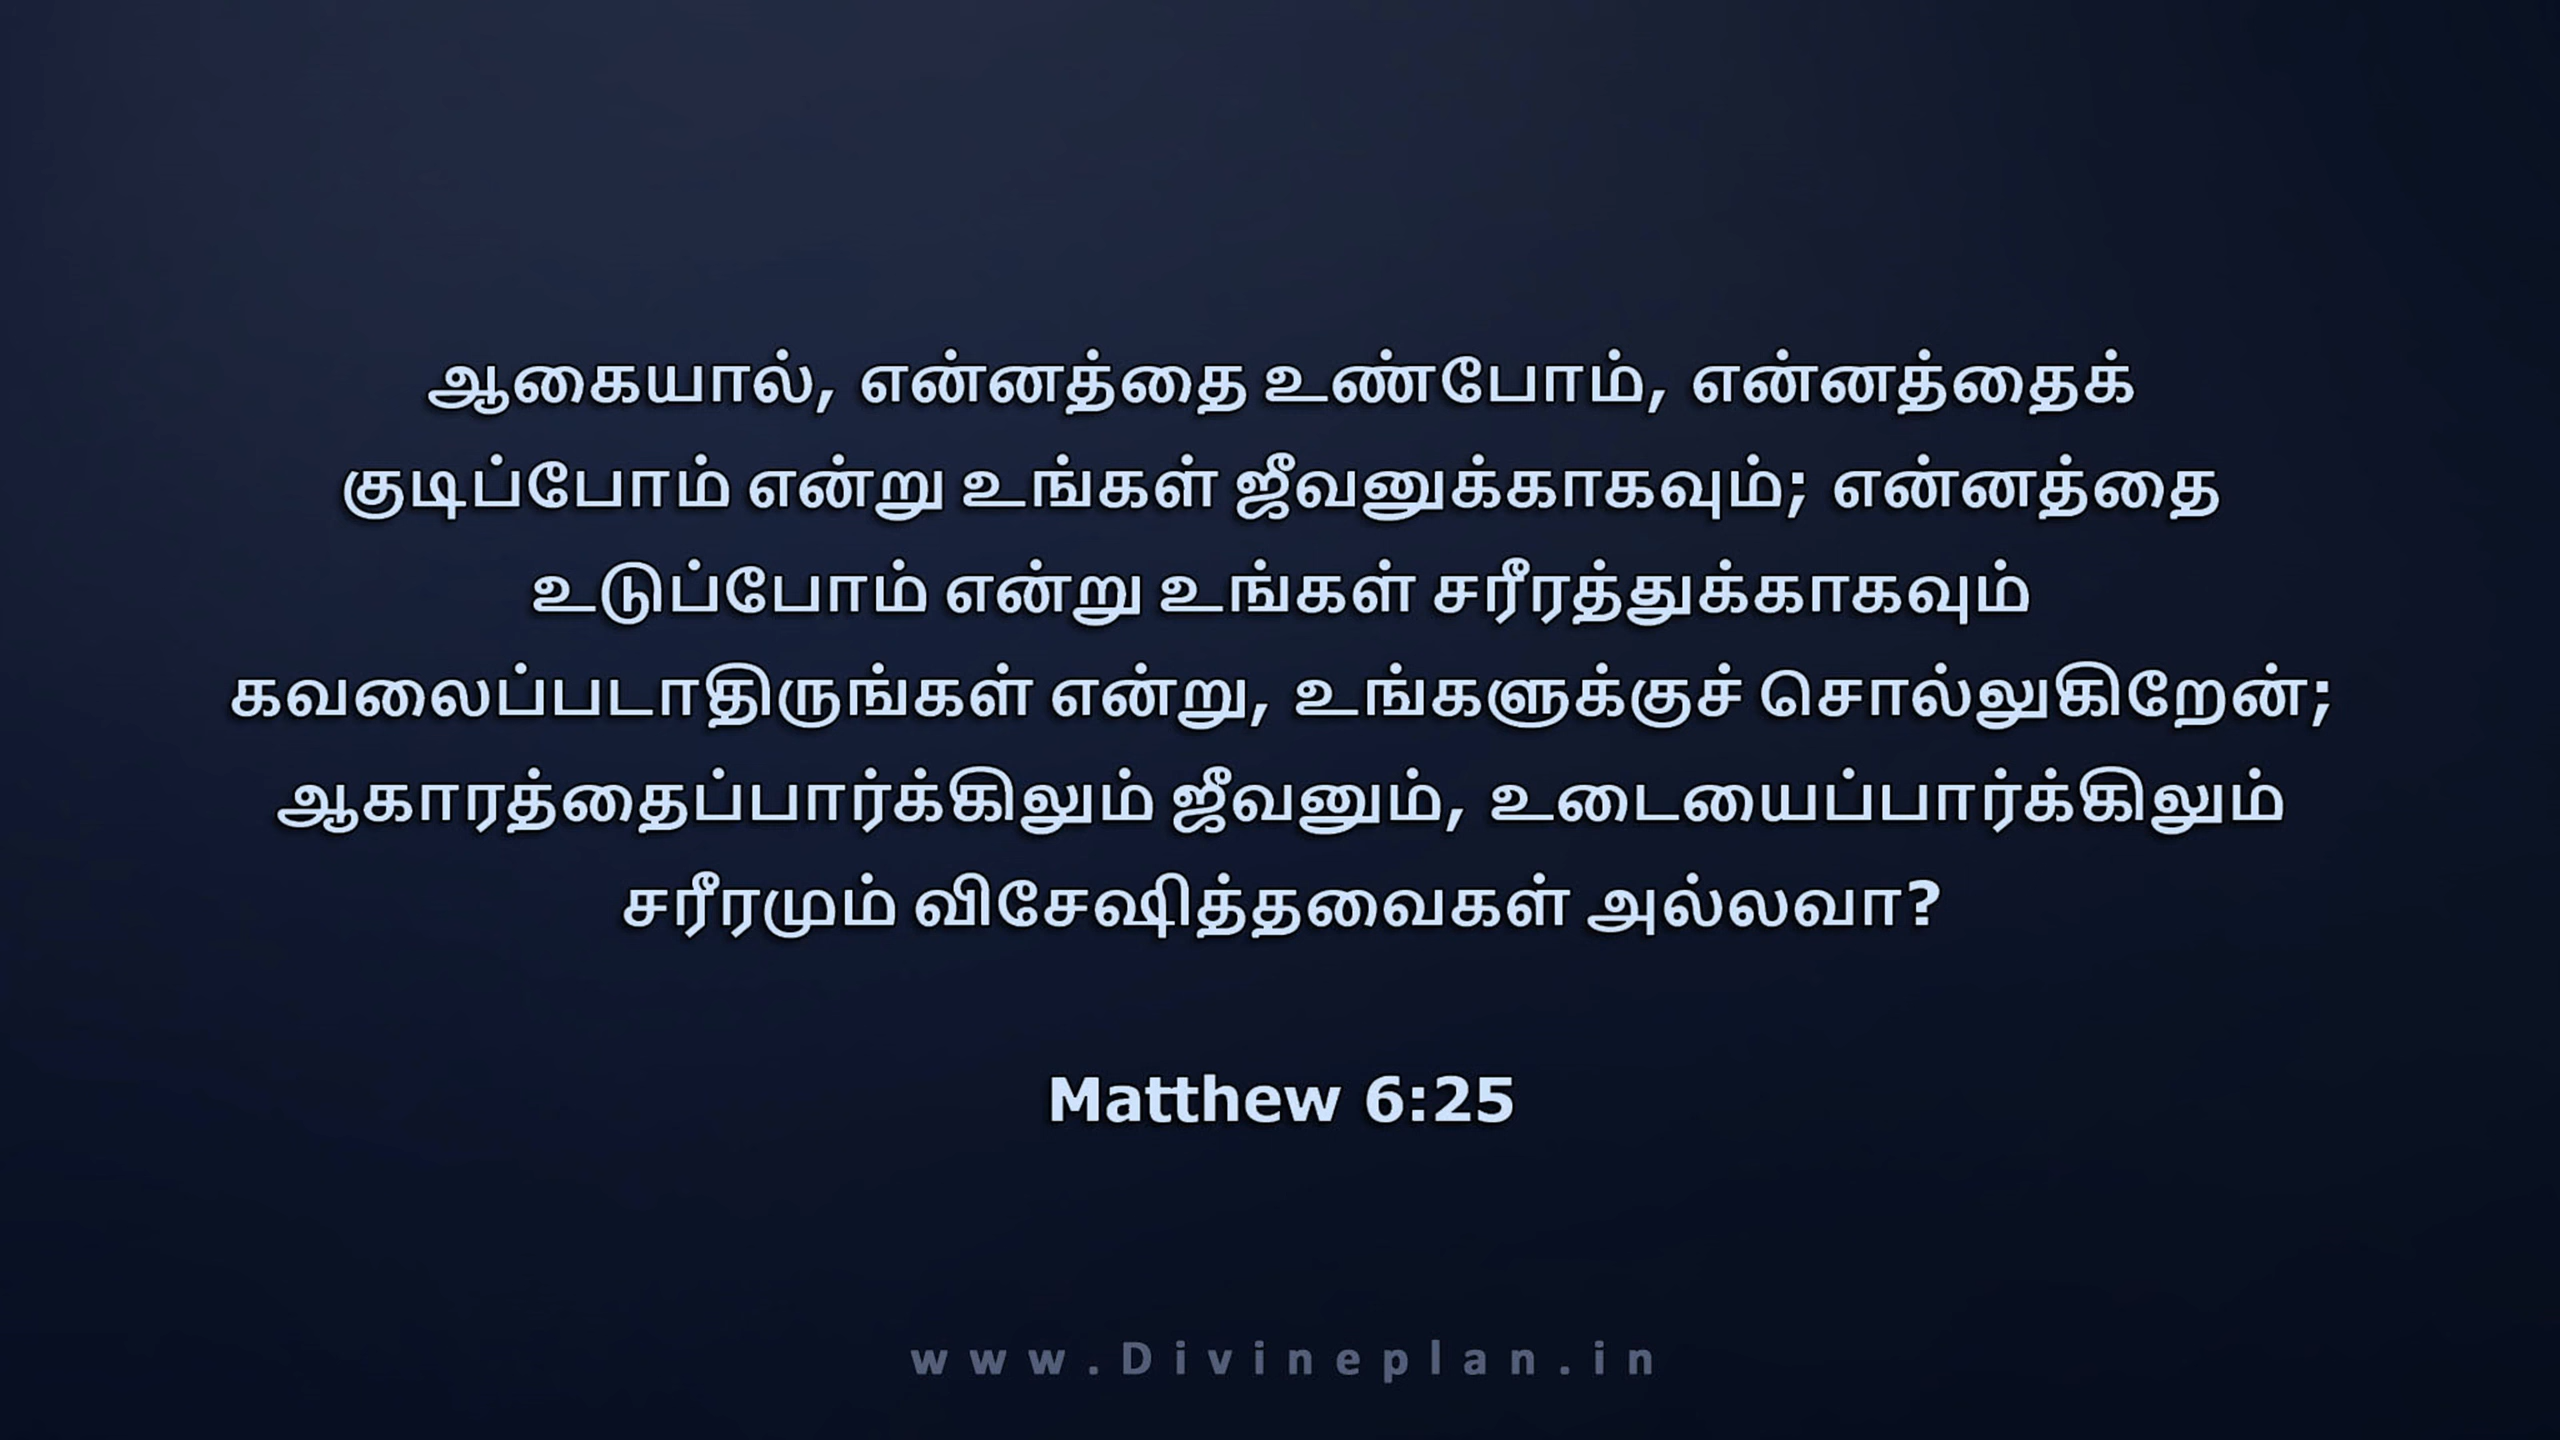 ஆகையால், என்னத்தை உண்போம், என்னத்தைக்
குடிப்போம் என்று உங்கள் ஜீவனுக்காகவும்; என்னத்தை
உடுப்போம் என்று உங்கள் சரீரத்துக்காகவும்
கவலைப்படாதிருங்கள் என்று, உங்களுக்குச் சொல்லுகிறேன்;
ஆகாரத்தைப்பார்க்கிலும் ஜீவனும், உடையைப்பார்க்கிலும்
சரீரமும் விசேஷித்தவைகள் அல்லவா?
Matthew 6:25
www.Divineplan.in